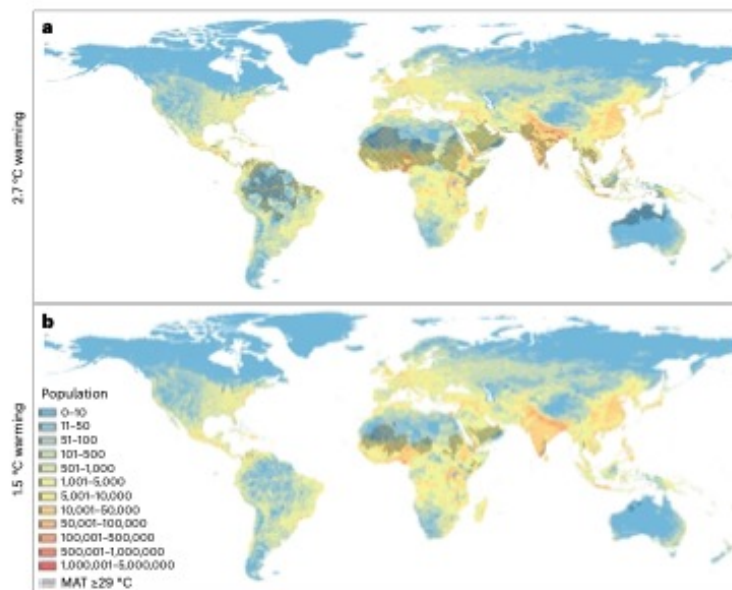 a
2.7 °C warming
b
1.5 °C warming
Population
0–10
11–50
51–100
101–500
501–1,000
1,001–5,000
5,001–10,000
10,001–50,000
50,001–100,000
100,001–500,000
500,001–1,000,000
1,000,001–5,000,000
MAT ≥29 °C